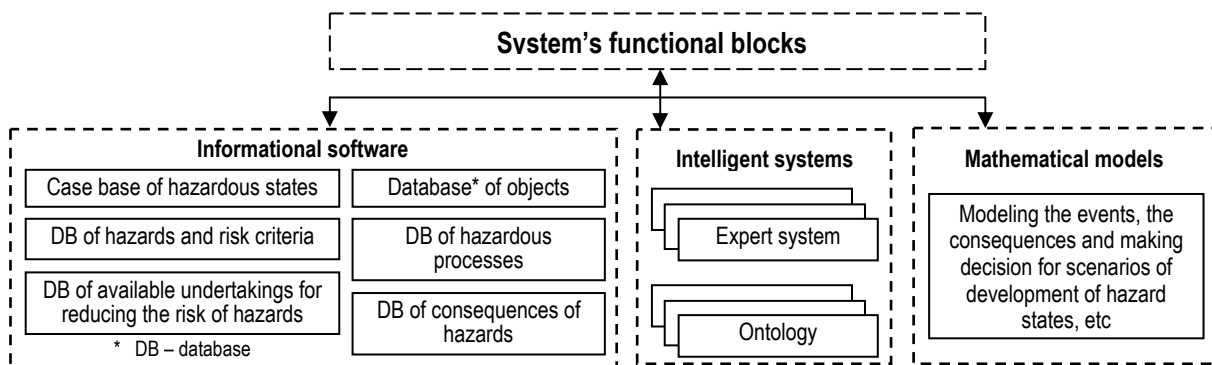 System's functional blocks
Informational software
Case base of hazardous states
DB of hazards and risk criteria
DB of available undertakings for
reducing the risk of hazards
* DB – database
Database* of objects
DB of hazardous
processes
DB of consequences of
hazards
Intelligent systems
Expert system
Ontology
Mathematical models
Modeling the events, the
consequences and making
decision for scenarios of
development of hazard
states, etc